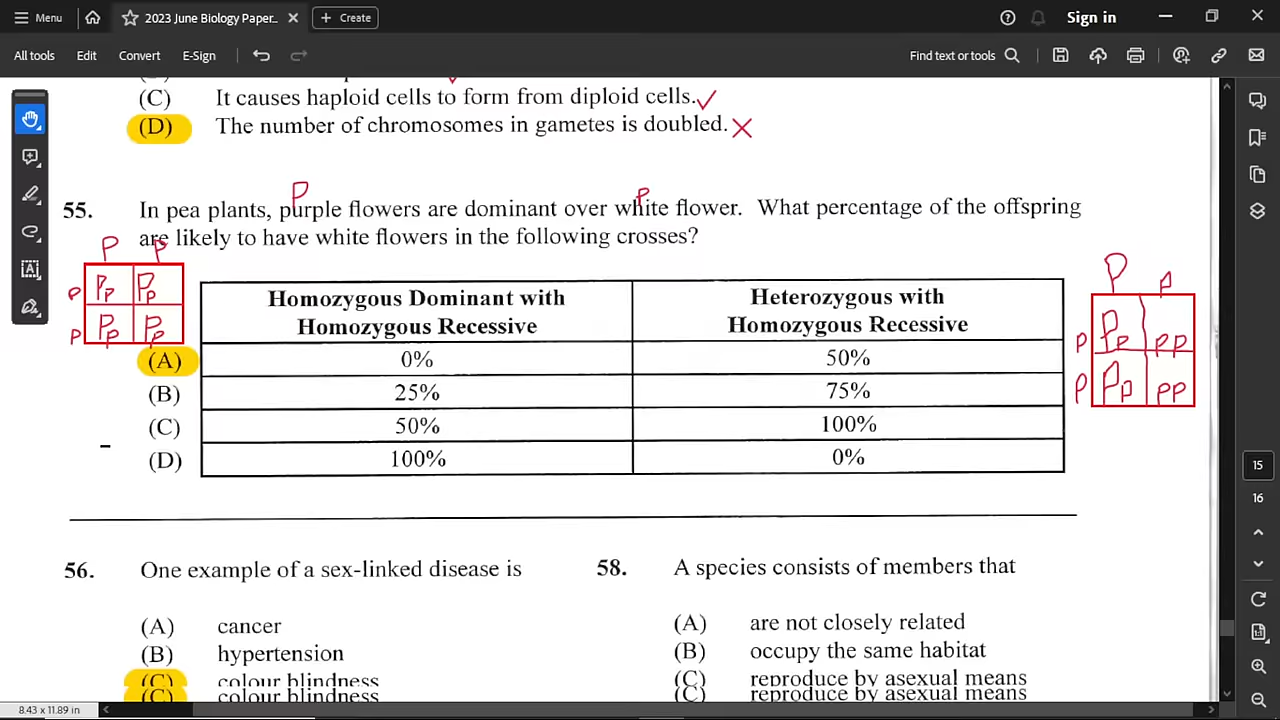 Menu
2023 June Biology Paper...
Create
Sign in
All tools
Edit
Convert
E-Sign
Find text or tools
(C) It causes haploid cells to form from diploid cells.
(D) The number of chromosomes in gametes is doubled.
P p
55. In pea plants, purple flowers are dominant over white flower. What percentage of the offspring
are likely to have white flowers in the following crosses?
P P
p Pp Pp
p Pp Pp
Homozygous Dominant with Homozygous Recessive
Heterozygous with Homozygous Recessive
(A) 0% 50%
(B) 25% 75%
(C) 50% 100%
(D) 100% 0%
P p
p Pp pp
p Pp pp
56. One example of a sex-linked disease is
(A) cancer
(B) hypertension
(C) colour blindness
(C) colour blindness
58. A species consists of members that
(A) are not closely related
(B) occupy the same habitat
(C) reproduce by asexual means
(C) reproduce by asexual means
15
16
8.43 x 11.89 in